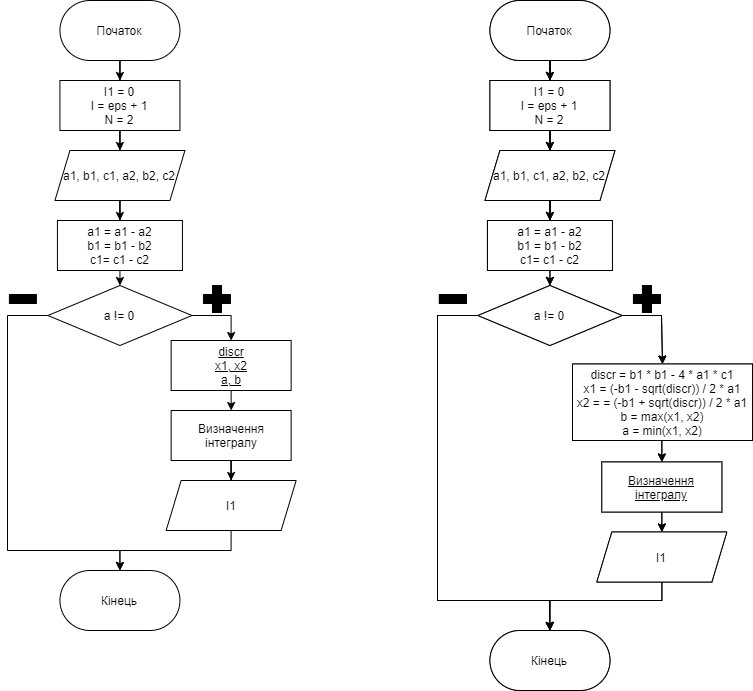 Початок
I1 = 0
I = eps + 1
N = 2
a1, b1, c1, a2, b2, c2
a1 = a1 - a2
b1 = b1 - b2
c1= c1 - c2
a != 0
discr
x1, x2
a, b
Визначення
інтегралу
I1
Кінець
Початок
I1 = 0
I = eps + 1
N = 2
a1, b1, c1, a2, b2, c2
a1 = a1 - a2
b1 = b1 - b2
c1= c1 - c2
a != 0
discr = b1 * b1 - 4 * a1 * c1
x1 = (-b1 - sqrt(discr)) / 2 * a1
x2 = = (-b1 + sqrt(discr)) / 2 * a1
b = max(x1, x2)
a = min(x1, x2)
Визначення
інтегралу
I1
Кінець